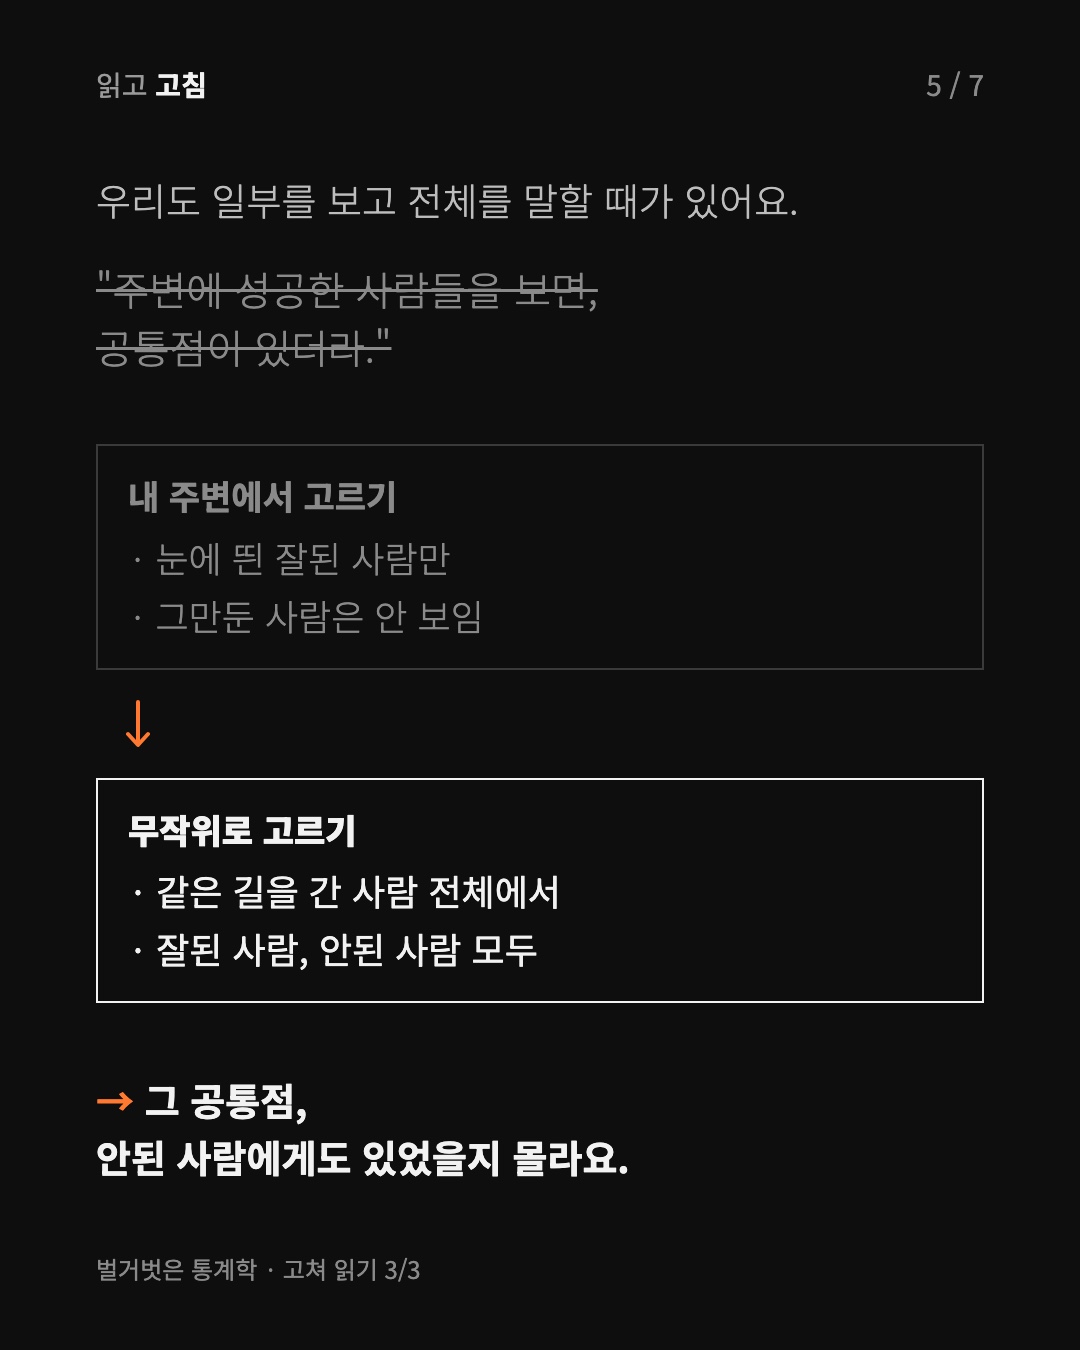 읽고 고침
5 / 7
우리도 일부를 보고 전체를 말할 때가 있어요.
"주변에 성공한 사람들을 보면,
공통점이 있더라."
내 주변에서 고르기
· 눈에 띈 잘된 사람만
· 그만둔 사람은 안 보임
↓
무작위로 고르기
· 같은 길을 간 사람 전체에서
· 잘된 사람, 안된 사람 모두
→ 그 공통점,
안된 사람에게도 있었을지 몰라요.
벌거벗은 통계학 · 고쳐 읽기 3/3